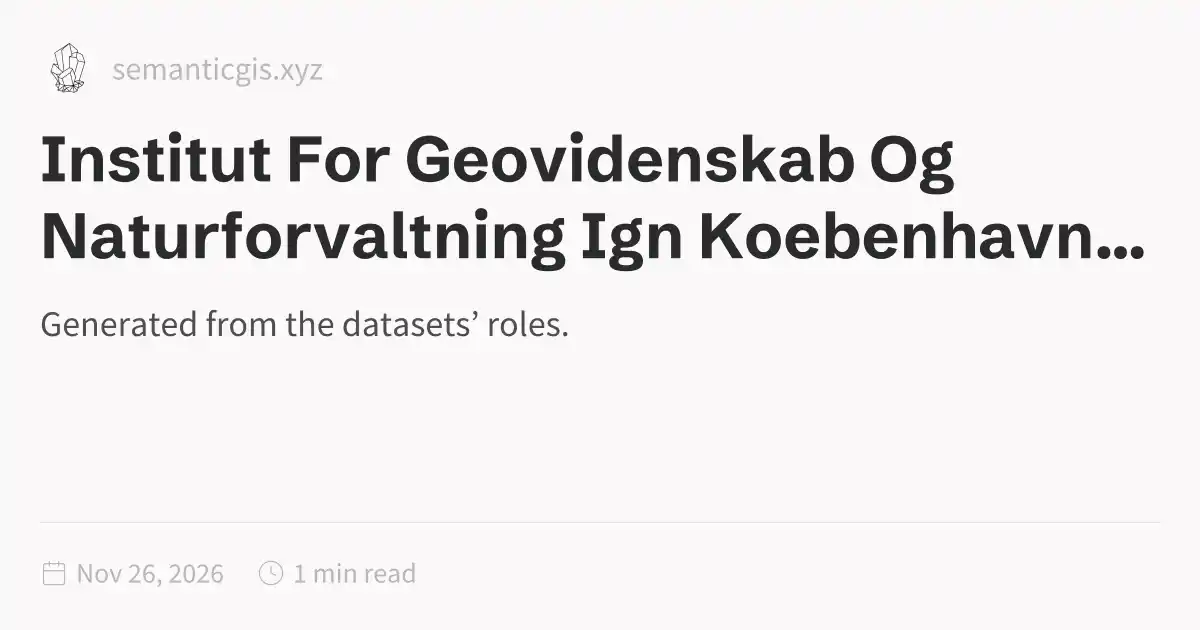 semanticgis.xyz
Institut For Geovidenskab Og
Naturforvaltning Ign Koebenhavn...
Generated from the datasets’ roles.
Nov 26, 2026 1 min read